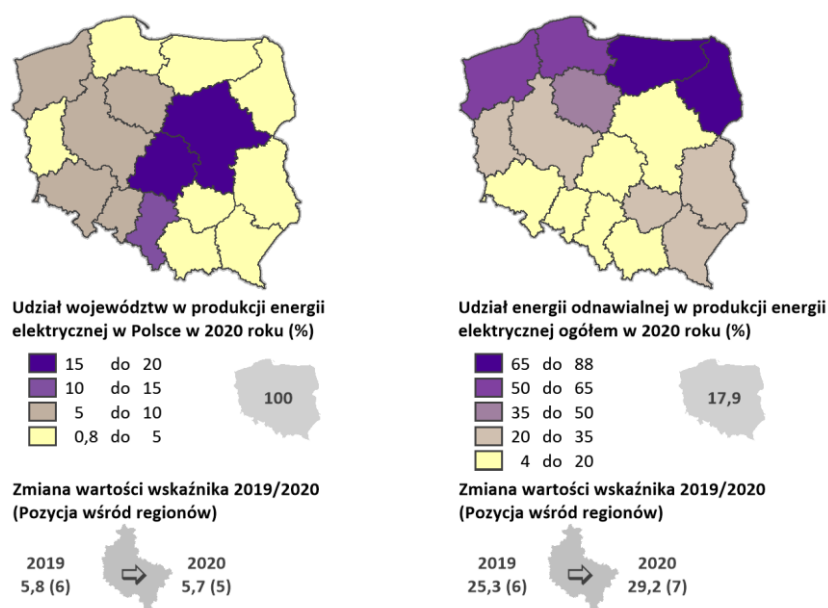 Udział województw w produkcji energii
elektrycznej w Polsce w 2020 roku (%)
15 do 20
10 do 15
5 do 10
0,8 do 5
100
Zmiana wartości wskaźnika 2019/2020
(Pozycja wśród regionów)
2019
5,8 (6)
2020
5,7 (5)
Udział energii odnawialnej w produkcji energii
elektrycznej ogółem w 2020 roku (%)
65 do 88
50 do 65
35 do 50
20 do 35
4 do 20
17,9
Zmiana wartości wskaźnika 2019/2020
(Pozycja wśród regionów)
2019
25,3 (6)
2020
29,2 (7)